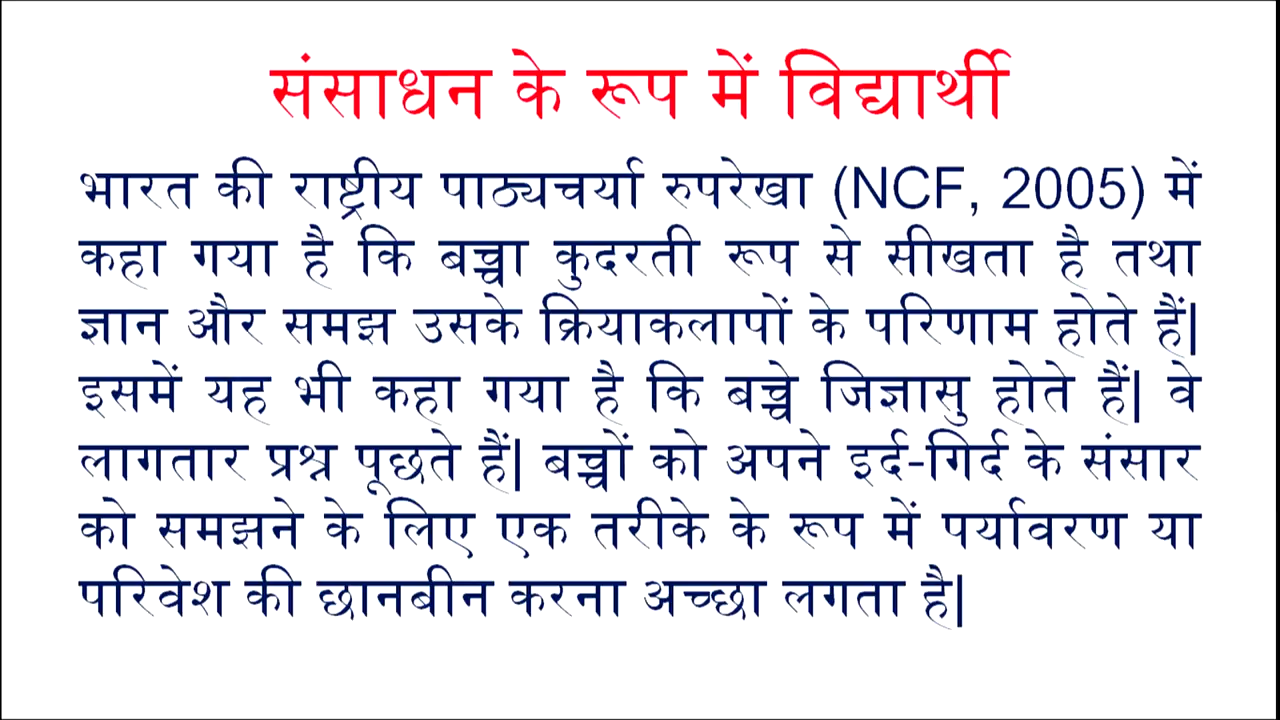 संसाधन के रूप में विद्यार्थी
भारत की राष्ट्रीय पाठ्यचर्या रुपरेखा (NCF, 2005) में
कहा गया है कि बच्चा कुदरती रूप से सीखता है तथा
ज्ञान और समझ उसके क्रियाकलापों के परिणाम होते हैं|
इसमें यह भी कहा गया है कि बच्चे जिज्ञासु होते हैं| वे
लागतार प्रश्न पूछते हैं| बच्चों को अपने इर्द-गिर्द के संसार
को समझने के लिए एक तरीके के रूप में पर्यावरण या
परिवेश की छानबीन करना अच्छा लगता है|